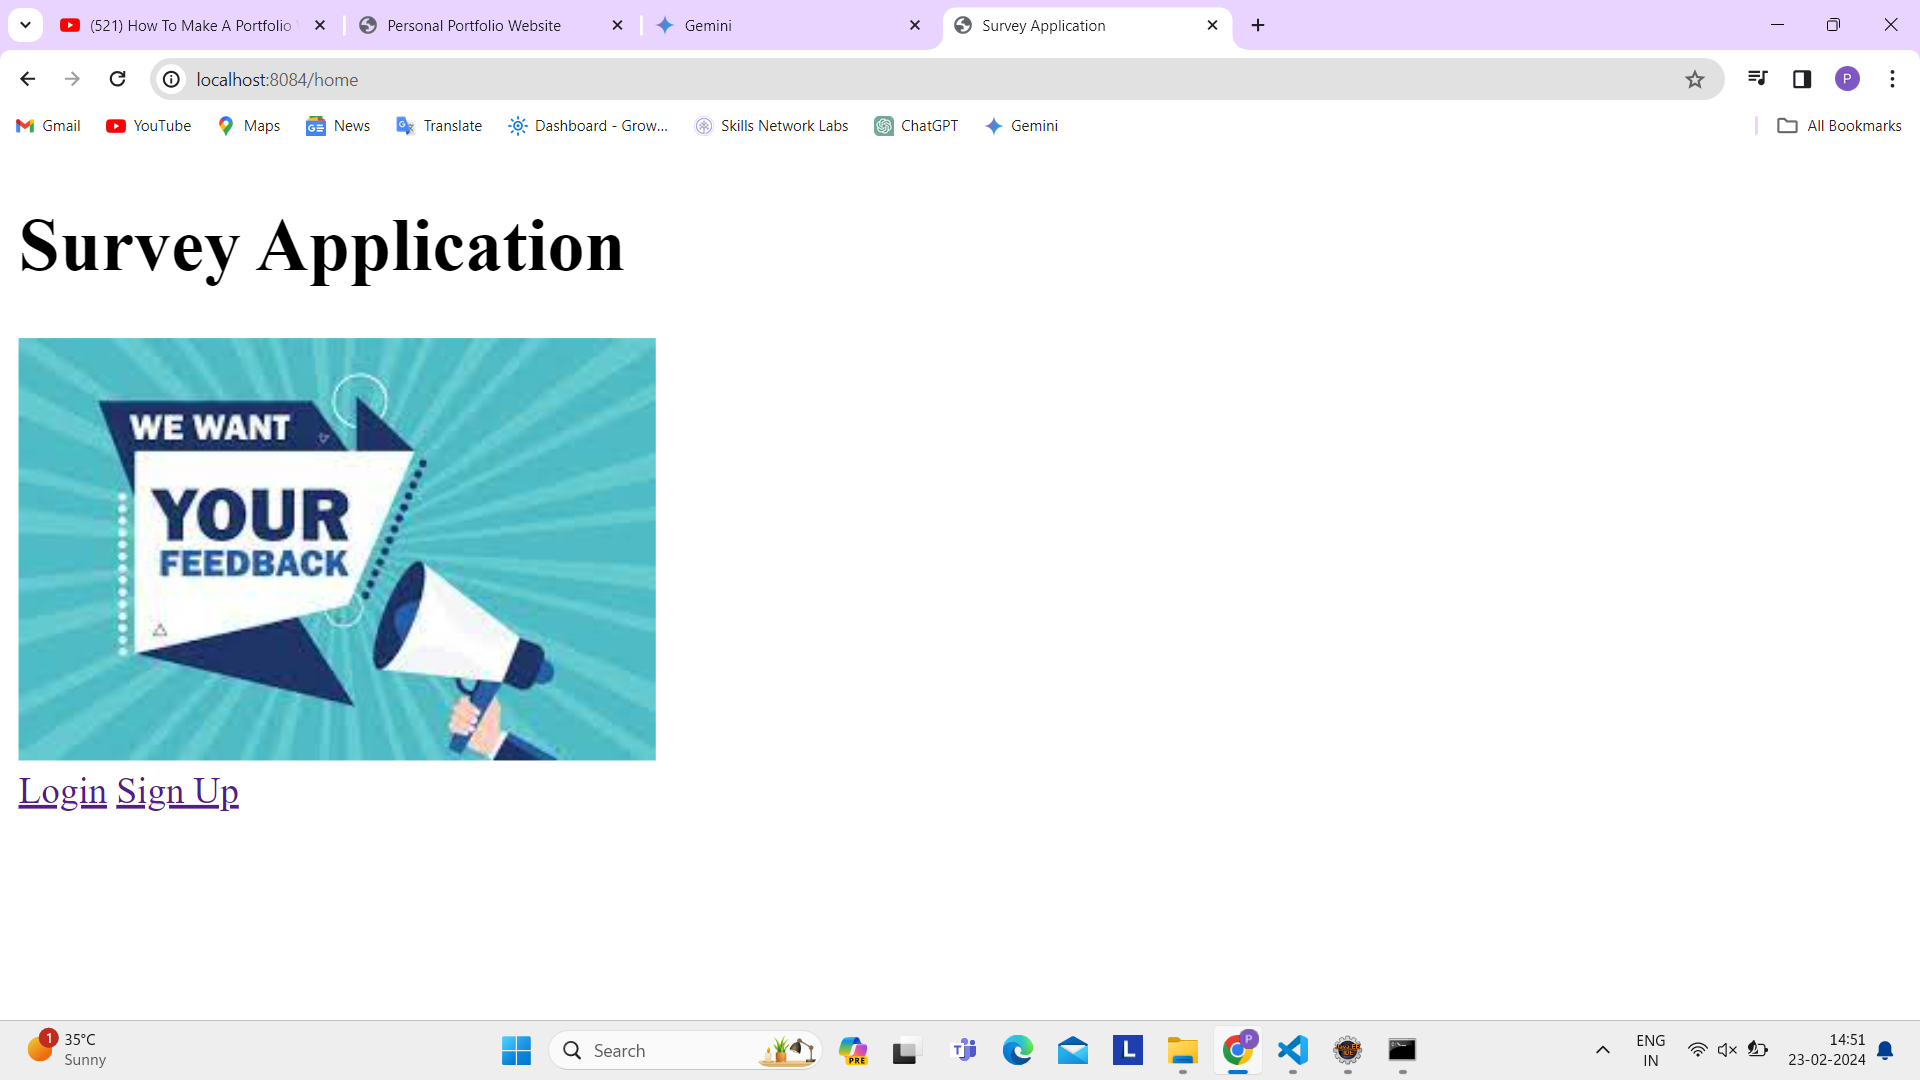 (521) How To Make A Portfolio
Personal Portfolio Website
Gemini
Survey Application
localhost:8084/home
P
Gmail
YouTube
Maps
News
Translate
Dashboard - Grow...
Skills Network Labs
ChatGPT
Gemini
All Bookmarks
Survey Application
WE WANT
YOUR
FEEDBACK
Login Sign Up
1
35°C
Sunny
Search
PRE
L
P
ENG
IN
14:51
23-02-2024